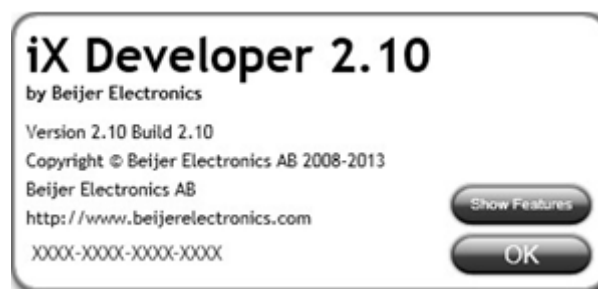 iX Developer 2.10
by Beijer Electronics
Version 2.10 Build 2.10
Copyright © Beijer Electronics AB 2008-2013
Beijer Electronics AB
http://www.beijerelectronics.com
XXXX-XXXX-XXXX-XXXX
Show Features
OK